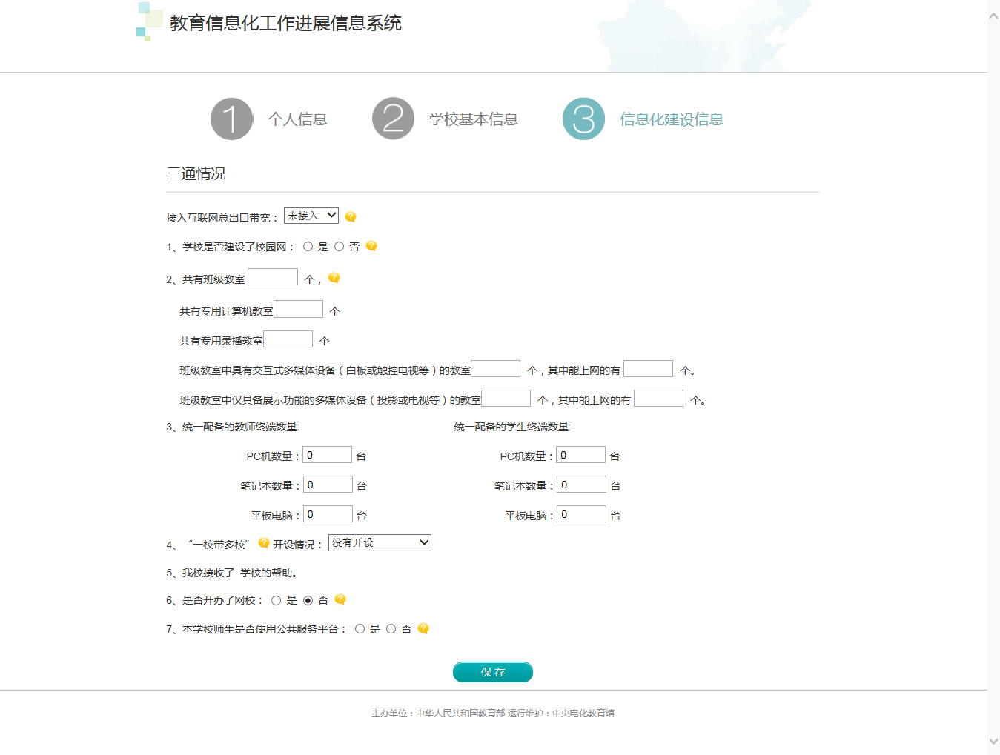 教育信息化工作进展信息系统
1 个人信息 2 学校基本信息 3 信息化建设信息
三通情况
接入互联网总出口带宽： 未接入 ?
1、学校是否建设了校园网： 是 否 ?
2、共有班级教室 个， ?
共有专用计算机教室 个
共有专用录播教室 个
班级教室中具有交互式多媒体设备（白板或触控电视等）的教室 个，其中能上网的有 个。
班级教室中仅具备展示功能的多媒体设备（投影或电视等）的教室 个，其中能上网的有 个。
3、统一配备的教师终端数量: 统一配备的学生终端数量:
PC机数量： 0 台 PC机数量： 0 台
笔记本数量： 0 台 笔记本数量： 0 台
平板电脑： 0 台 平板电脑： 0 台
4、“一校带多校” ? 开设情况： 没有开设
5、我校接收了 学校的帮助。
6、是否开办了网校： 是 否 ?
7、本学校师生是否使用公共服务平台： 是 否 ?
保 存
主办单位：中华人民共和国教育部 运行维护：中央电化教育馆